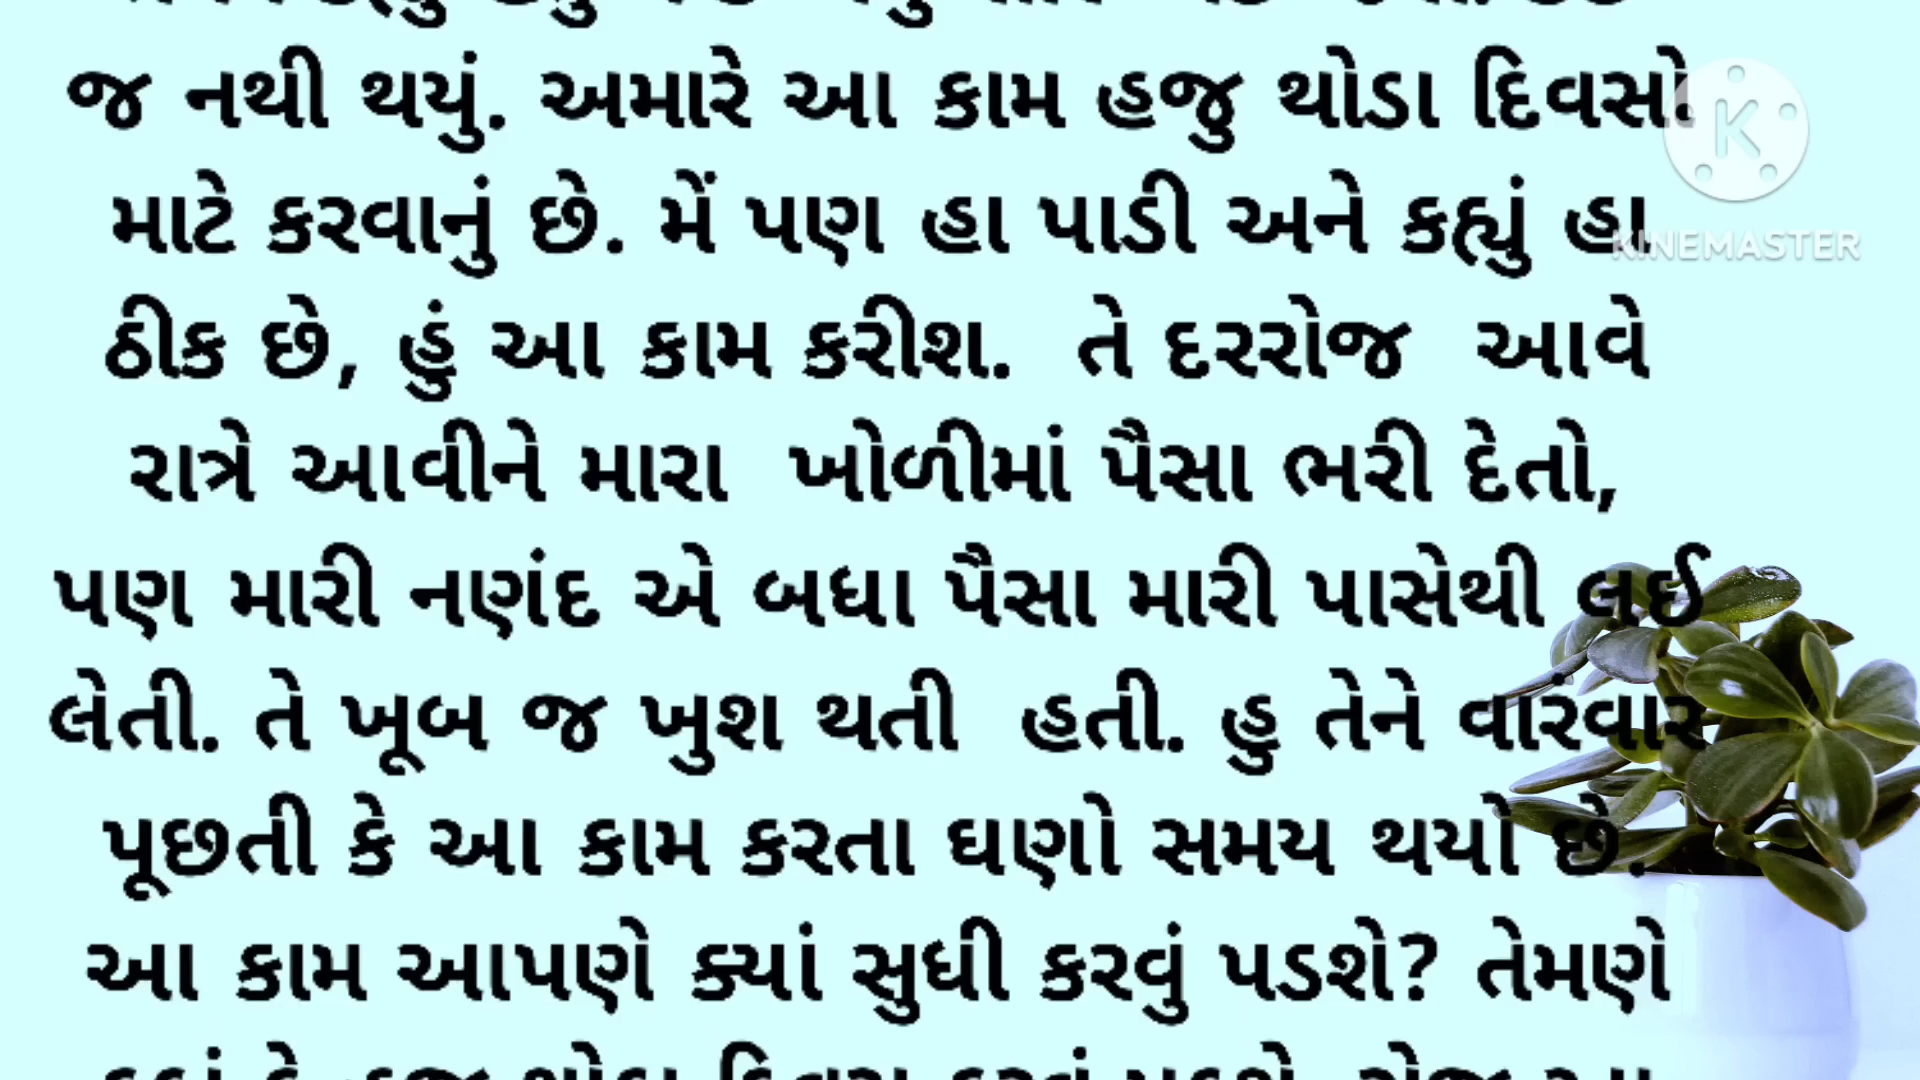 જ નથી થયું. અમારે આ કામ હજુ થોડા દિવસો
માટે કરવાનું છે. મેં પણ હા પાડી અને કહ્યું હા
ઠીક છે, હું આ કામ કરીશ. તે દરરોજ આવે
રાત્રે આવીને મારા ખોળીમાં પૈસા ભરી દેતો,
પણ મારી નણંદ એ બધા પૈસા મારી પાસેથી લઈ
લેતી. તે ખૂબ જ ખુશ થતી હતી. હુ તેને વારંવાર
પૂછતી કે આ કામ કરતા ઘણો સમય થયો છે.
આ કામ આપણે ક્યાં સુધી કરવું પડશે? તેમણે
K
KINEMASTER